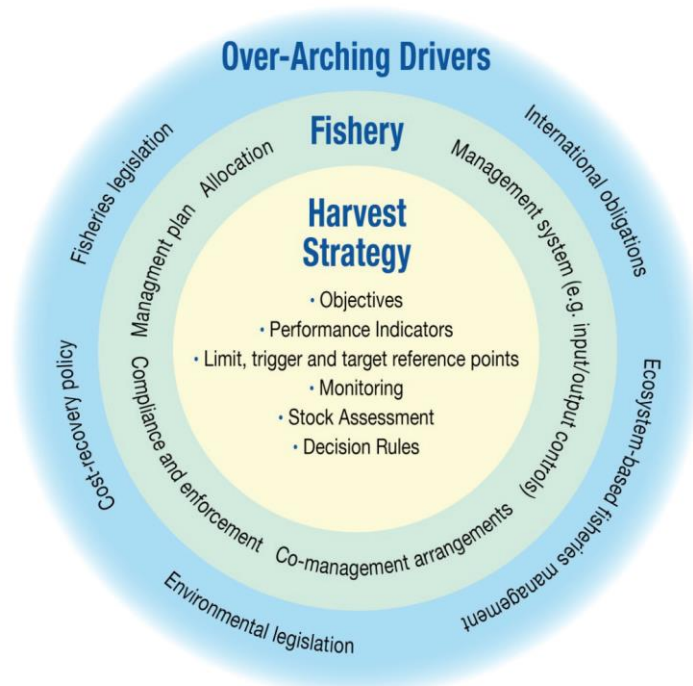 Over-Arching Drivers
Fisheries legislation
International obligations
Cost-recovery policy
Ecosystem-based fisheries management
Environmental legislation
Fishery
Allocation
Managment plan
Management system (e.g. input/output controls)
Compliance and enforcement
Co-management arrangements
Harvest
Strategy
· Objectives
· Performance Indicators
· Limit, trigger and target reference points
· Monitoring
· Stock Assessment
· Decision Rules